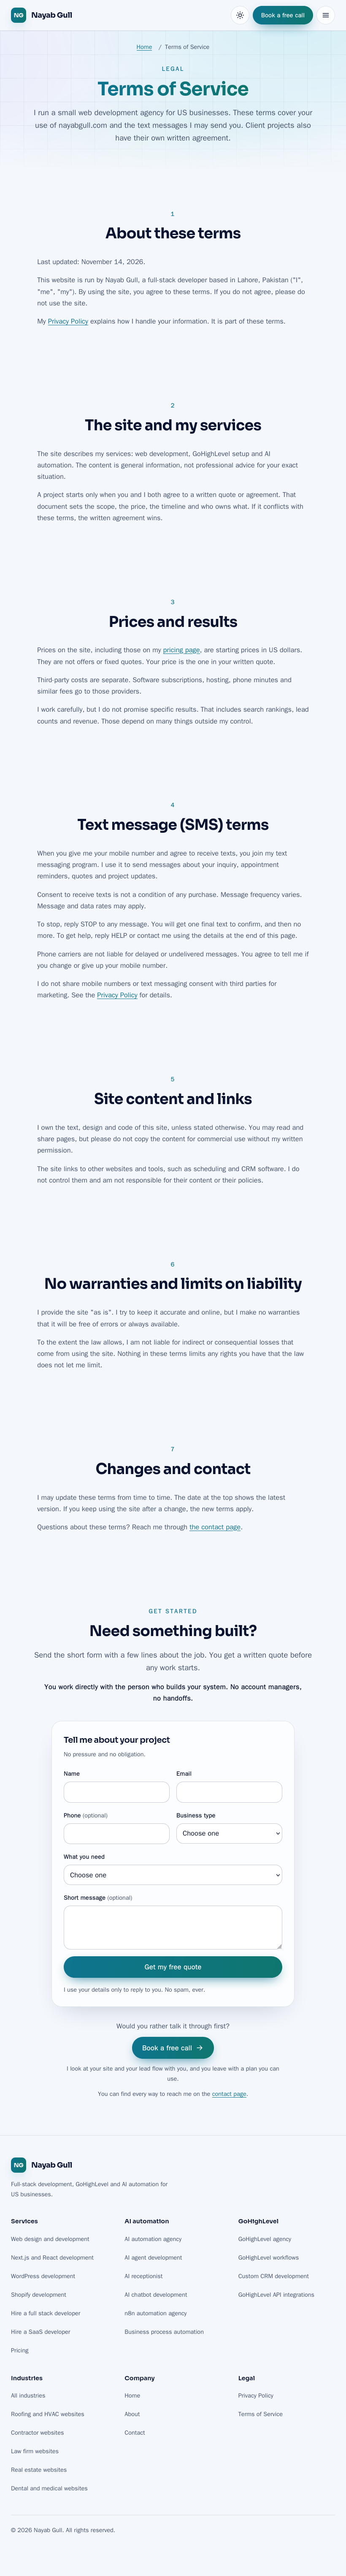 NG Nayab Gull
Book a free call
Home / Terms of Service
LEGAL
Terms of Service
I run a small web development agency for US businesses. These terms cover your
use of nayabgull.com and the text messages I may send you. Client projects also
have their own written agreement.
1
About these terms
Last updated: November 14, 2026.
This website is run by Nayab Gull, a full-stack developer based in Lahore, Pakistan ("I",
"me", "my"). By using the site, you agree to these terms. If you do not agree, please do
not use the site.
My Privacy Policy explains how I handle your information. It is part of these terms.
2
The site and my services
The site describes my services: web development, GoHighLevel setup and AI
automation. The content is general information, not professional advice for your exact
situation.
A project starts only when you and I both agree to a written quote or agreement. That
document sets the scope, the price, the timeline and who owns what. If it conflicts with
these terms, the written agreement wins.
3
Prices and results
Prices on the site, including those on my pricing page, are starting prices in US dollars.
They are not offers or fixed quotes. Your price is the one in your written quote.
Third-party costs are separate. Software subscriptions, hosting, phone minutes and
similar fees go to those providers.
I work carefully, but I do not promise specific results. That includes search rankings, lead
counts and revenue. Those depend on many things outside my control.
4
Text message (SMS) terms
When you give me your mobile number and agree to receive texts, you join my text
messaging program. I use it to send messages about your inquiry, appointment
reminders, quotes and project updates.
Consent to receive texts is not a condition of any purchase. Message frequency varies.
Message and data rates may apply.
To stop, reply STOP to any message. You will get one final text to confirm, and then no
more. To get help, reply HELP or contact me using the details at the end of this page.
Phone carriers are not liable for delayed or undelivered messages. You agree to tell me if
you change or give up your mobile number.
I do not share mobile numbers or text messaging consent with third parties for
marketing. See the Privacy Policy for details.
5
Site content and links
I own the text, design and code of this site, unless stated otherwise. You may read and
share pages, but please do not copy the content for commercial use without my written
permission.
The site links to other websites and tools, such as scheduling and CRM software. I do
not control them and am not responsible for their content or their policies.
6
No warranties and limits on liability
I provide the site "as is". I try to keep it accurate and online, but I make no warranties
that it will be free of errors or always available.
To the extent the law allows, I am not liable for indirect or consequential losses that
come from using the site. Nothing in these terms limits any rights you have that the law
does not let me limit.
7
Changes and contact
I may update these terms from time to time. The date at the top shows the latest
version. If you keep using the site after a change, the new terms apply.
Questions about these terms? Reach me through the contact page.
GET STARTED
Need something built?
Send the short form with a few lines about the job. You get a written quote before
any work starts.
You work directly with the person who builds your system. No account managers,
no handoffs.
Tell me about your project
No pressure and no obligation.
Name Email
Phone (optional) Business type
Choose one
What you need
Choose one
Short message (optional)
Get my free quote
I use your details only to reply to you. No spam, ever.
Would you rather talk it through first?
Book a free call →
I look at your site and your lead flow with you, and you leave with a plan you can
use.
You can find every way to reach me on the contact page.
NG Nayab Gull
Full-stack development, GoHighLevel and AI automation for
US businesses.
Services
Web design and development
Next.js and React development
WordPress development
Shopify development
Hire a full stack developer
Hire a SaaS developer
Pricing
AI automation
AI automation agency
AI agent development
AI receptionist
AI chatbot development
n8n automation agency
Business process automation
GoHighLevel
GoHighLevel agency
GoHighLevel workflows
Custom CRM development
GoHighLevel API integrations
Industries
All industries
Roofing and HVAC websites
Contractor websites
Law firm websites
Real estate websites
Dental and medical websites
Company
Home
About
Contact
Legal
Privacy Policy
Terms of Service
© 2026 Nayab Gull. All rights reserved.